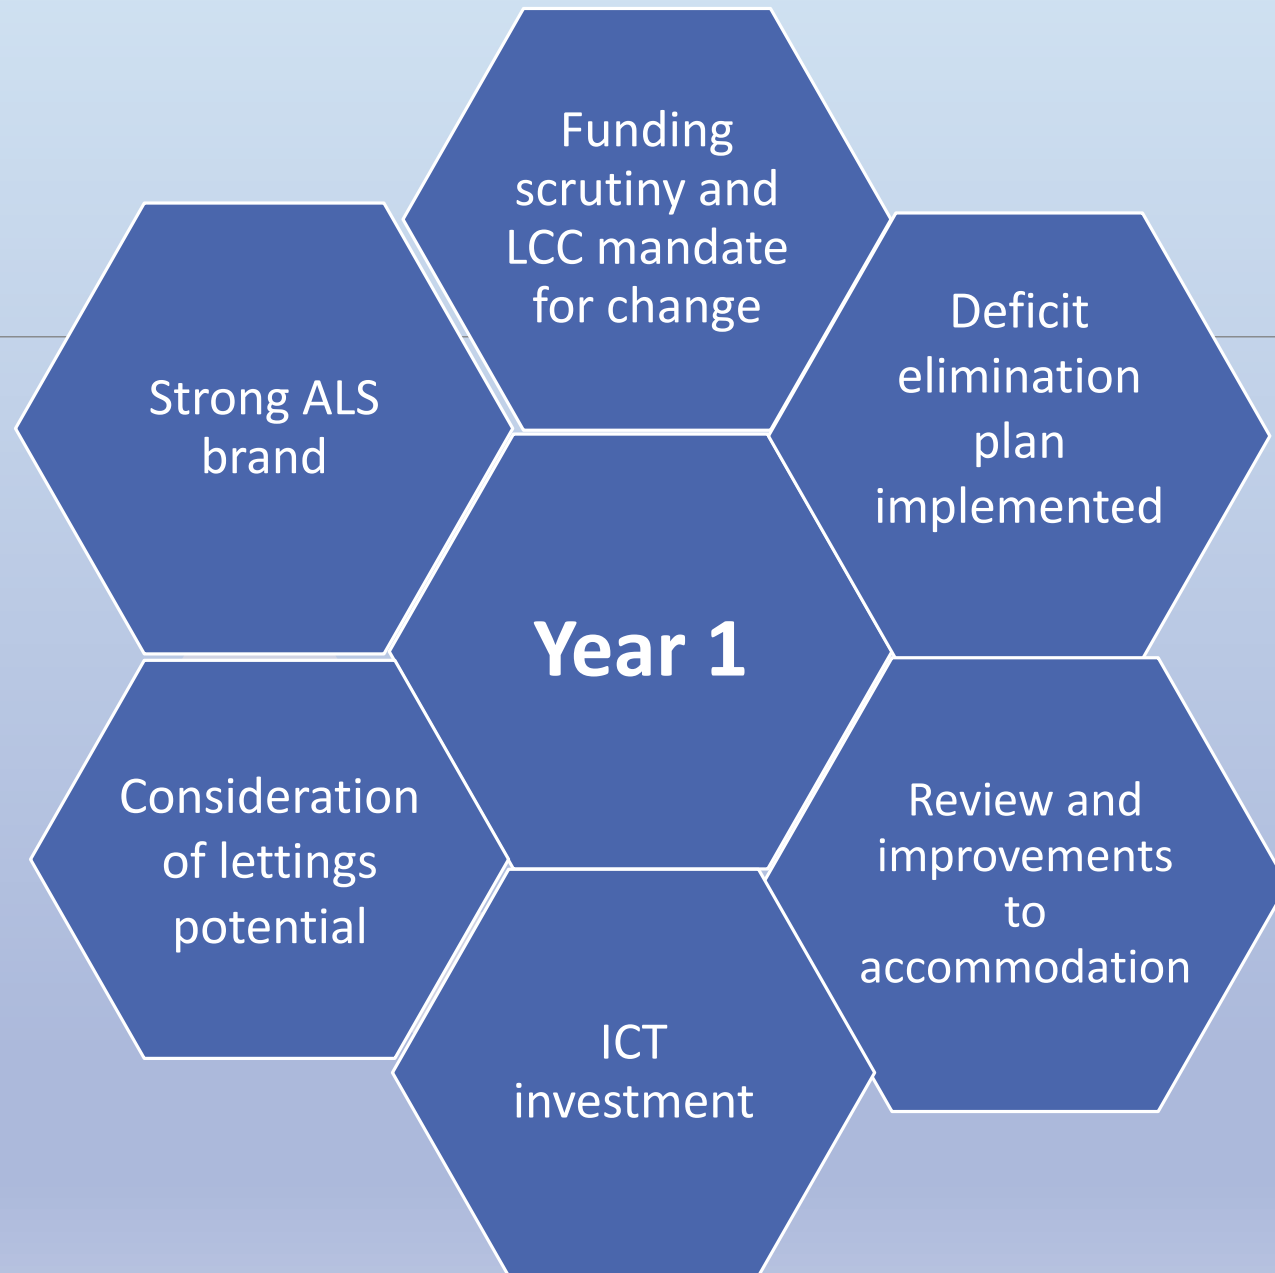 Funding
scrutiny and
LCC mandate
for change
Deficit
elimination
plan
implemented
Strong ALS
brand
Year 1
Consideration
of lettings
potential
Review and
improvements
to
accommodation
ICT
investment